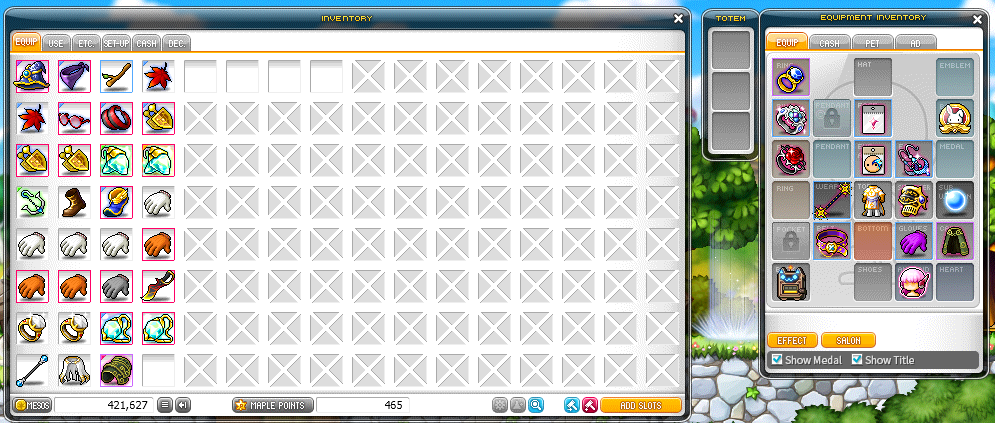 INVENTORY
EQUIP USE ETC. SET-UP CASH DEC.
MESOS 421,627
MAPLE POINTS 465
ADD SLOTS
TOTEM
EQUIPMENT INVENTORY
EQUIP CASH PET AD
RING HAT EMBLEM
PENDANT
PENDANT MEDAL
RING WEAPON
POCKET BELT BOTTOM GLOVES
SHOES HEART
EFFECT SALON
Show Medal Show Title